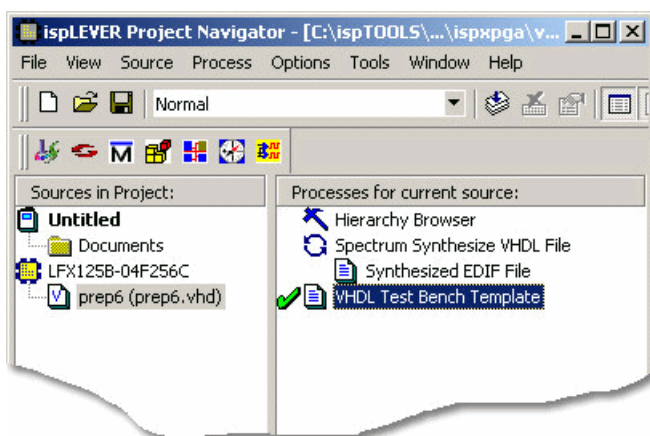 ispLEVER Project Navigator - [C:\ispTOOLS\...\ispxpga\v...
File View Source Process Options Tools Window Help
Normal
Sources in Project:
Processes for current source:
Untitled
Hierarchy Browser
Documents
Spectrum Synthesize VHDL File
LFX125B-04F256C
Synthesized EDIF File
prep6 (prep6.vhd)
VHDL Test Bench Template